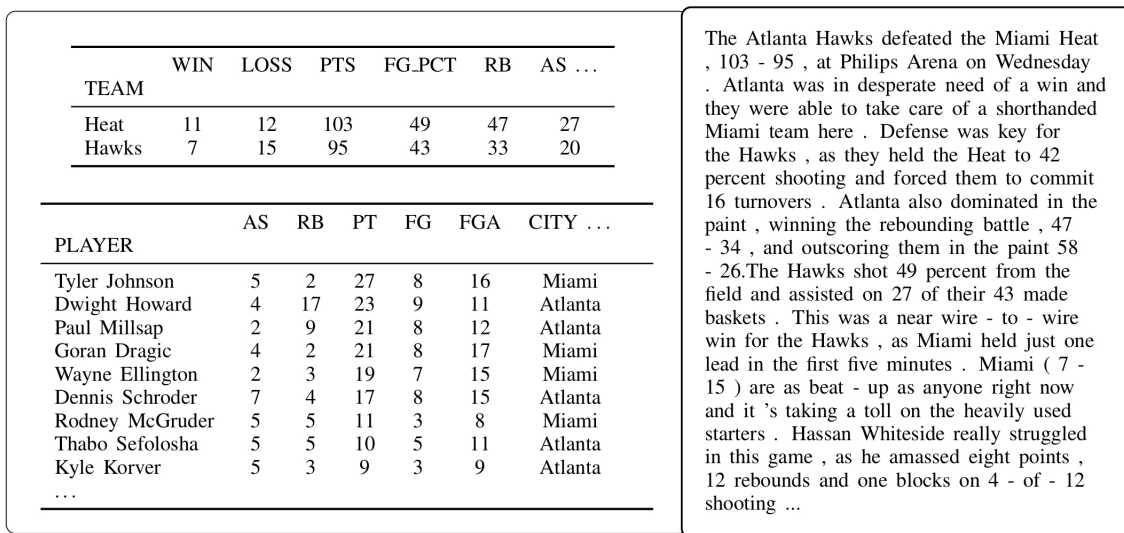 WIN LOSS PTS FG_PCT RB AS ...
TEAM
Heat 11 12 103 49 47 27
Hawks 7 15 95 43 33 20
AS RB PT FG FGA CITY ...
PLAYER
Tyler Johnson 5 2 27 8 16 Miami
Dwight Howard 4 17 23 9 11 Atlanta
Paul Millsap 2 9 21 8 12 Atlanta
Goran Dragic 4 2 21 8 17 Miami
Wayne Ellington 2 3 19 7 15 Miami
Dennis Schroder 7 4 17 8 15 Atlanta
Rodney McGruder 5 5 11 3 8 Miami
Thabo Sefolosha 5 5 10 5 11 Atlanta
Kyle Korver 5 3 9 3 9 Atlanta
...
The Atlanta Hawks defeated the Miami Heat
, 103 - 95 , at Philips Arena on Wednesday
. Atlanta was in desperate need of a win and
they were able to take care of a shorthanded
Miami team here . Defense was key for
the Hawks , as they held the Heat to 42
percent shooting and forced them to commit
16 turnovers . Atlanta also dominated in the
paint , winning the rebounding battle , 47
- 34 , and outscoring them in the paint 58
- 26.The Hawks shot 49 percent from the
field and assisted on 27 of their 43 made
baskets . This was a near wire - to - wire
win for the Hawks , as Miami held just one
lead in the first five minutes . Miami ( 7 -
15 ) are as beat - up as anyone right now
and it 's taking a toll on the heavily used
starters . Hassan Whiteside really struggled
in this game , as he amassed eight points ,
12 rebounds and one blocks on 4 - of - 12
shooting ...